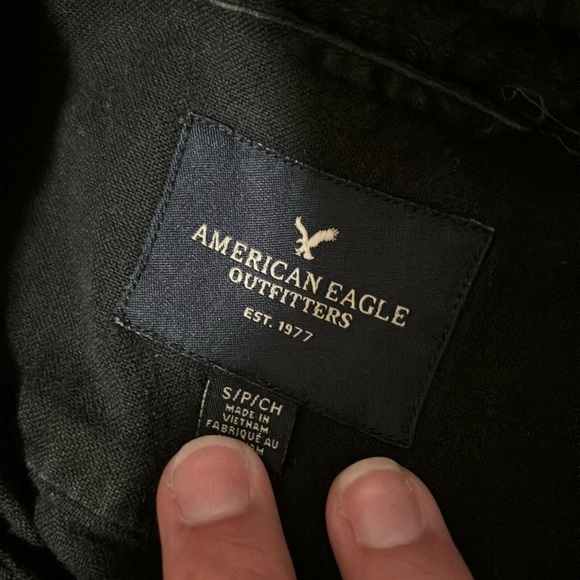 AMERICAN EAGLE
OUTFITTERS
EST. 1977
S/P/CH
MADE IN
VIETNAM
FABRIQUÉ AU